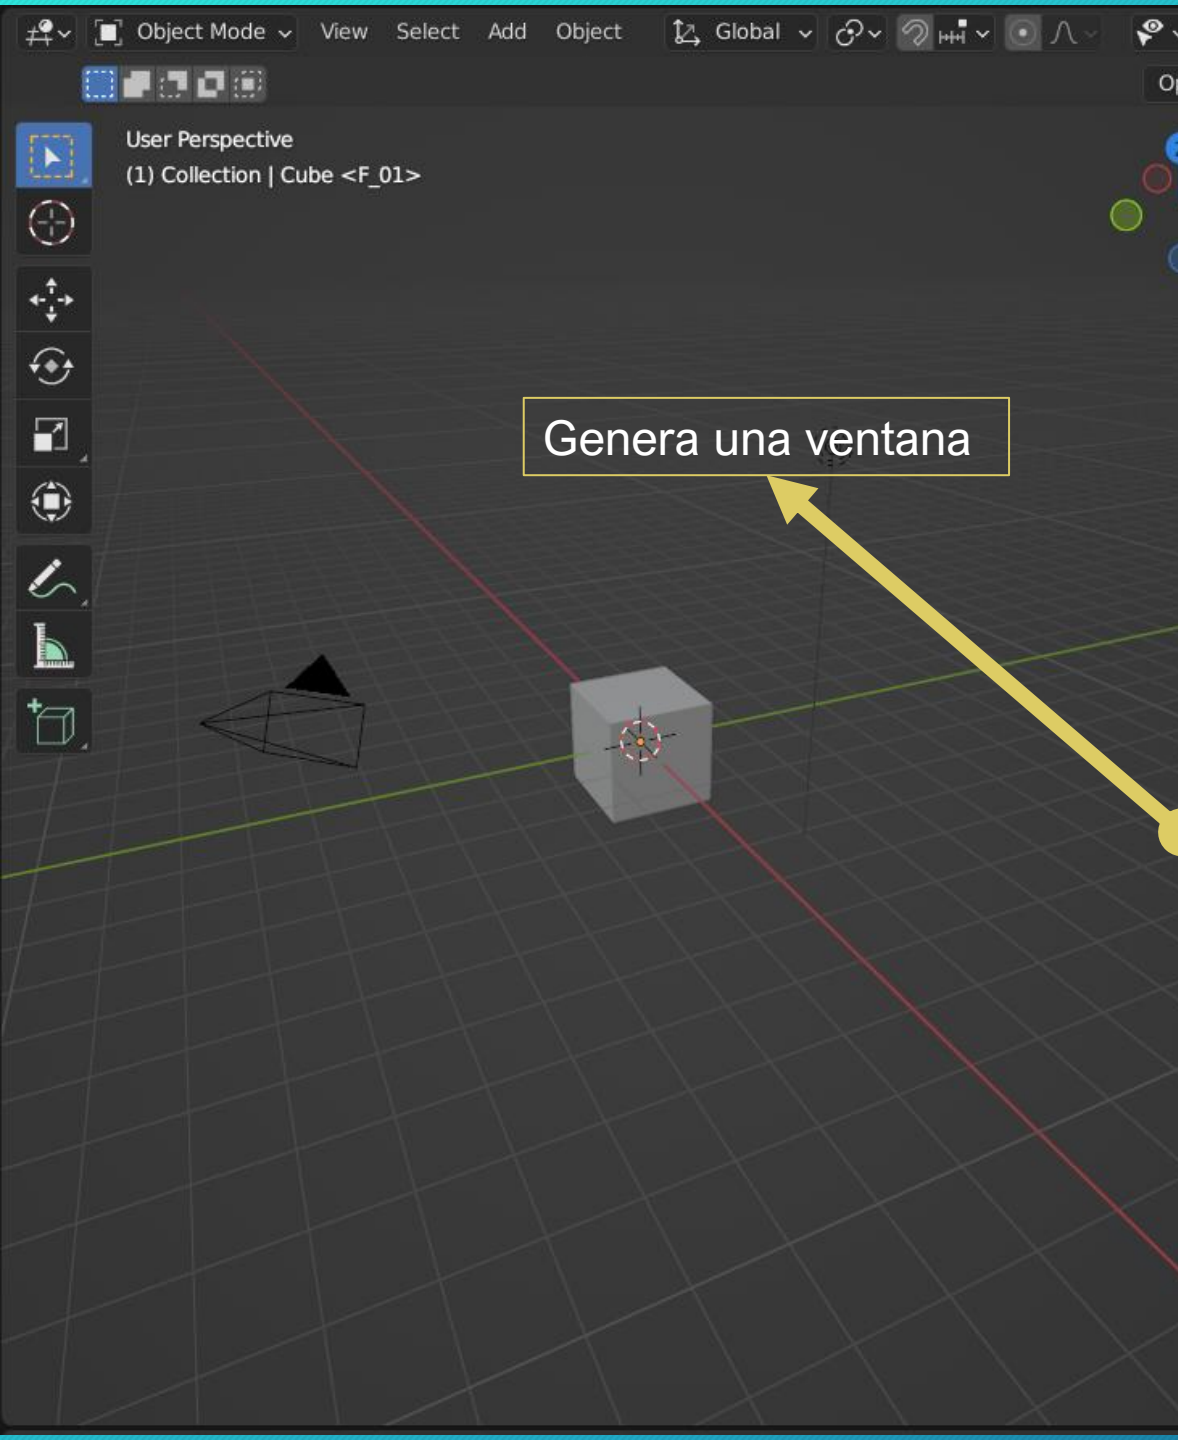 Object Mode View Select Add Object Global
User Perspective
(1) Collection | Cube <F_01>
Genera una ventana